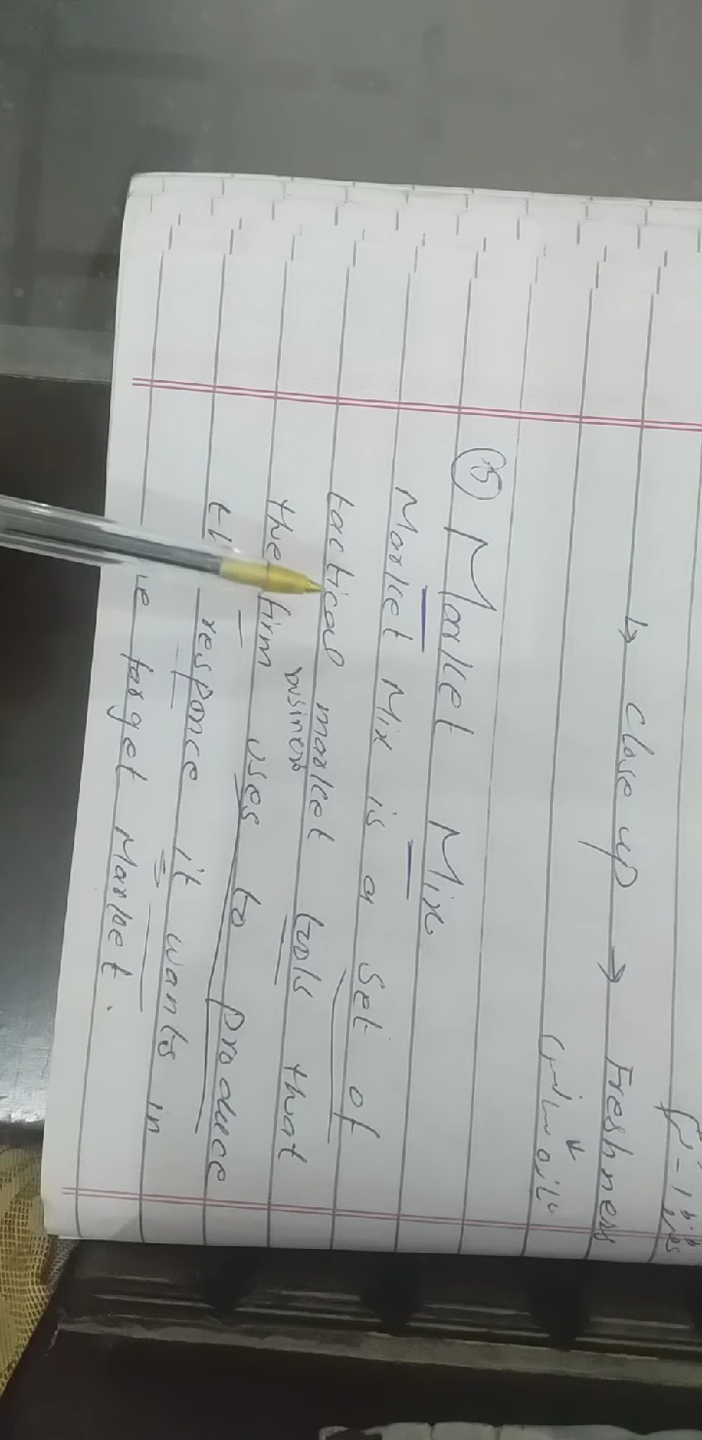 ↳ Close up → Freshness
(5) Market Mix
Market Mix is a set of
tactical market tools that
business
the firm uses to produce
responce it wants in
target Market.